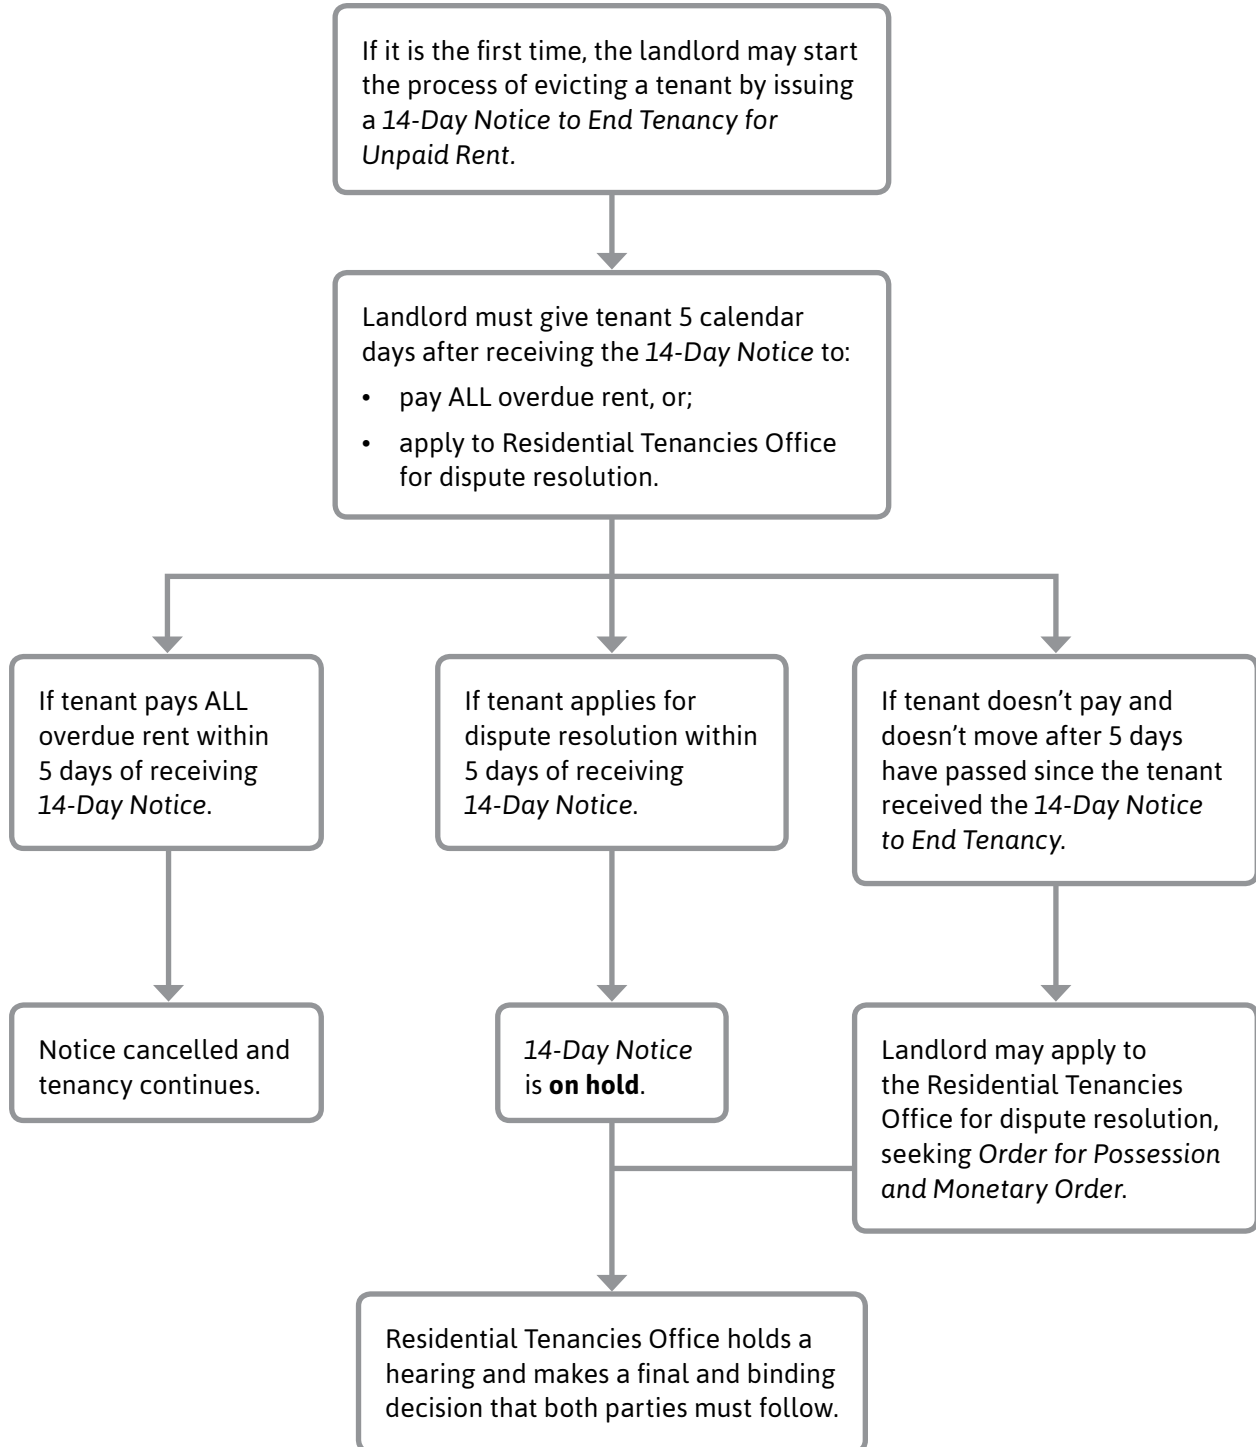 If it is the first time, the landlord may start
the process of evicting a tenant by issuing
a 14-Day Notice to End Tenancy for
Unpaid Rent.
Landlord must give tenant 5 calendar
days after receiving the 14-Day Notice to:
• pay ALL overdue rent, or;
• apply to Residential Tenancies Office
for dispute resolution.
If tenant pays ALL
overdue rent within
5 days of receiving
14-Day Notice.
If tenant applies for
dispute resolution within
5 days of receiving
14-Day Notice.
If tenant doesn’t pay and
doesn’t move after 5 days
have passed since the tenant
received the 14-Day Notice
to End Tenancy.
Notice cancelled and
tenancy continues.
14-Day Notice
is on hold.
Landlord may apply to
the Residential Tenancies
Office for dispute resolution,
seeking Order for Possession
and Monetary Order.
Residential Tenancies Office holds a
hearing and makes a final and binding
decision that both parties must follow.